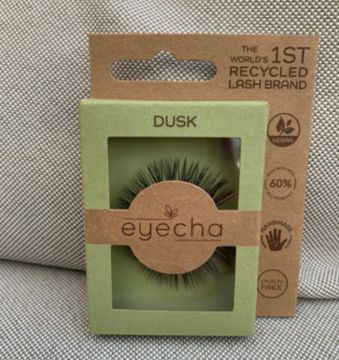 THE WORLD'S 1ST
RECYCLED
LASH BRAND
DUSK
VEGAN
60%
eyecha
HANDMADE
CRUELTY
FREE